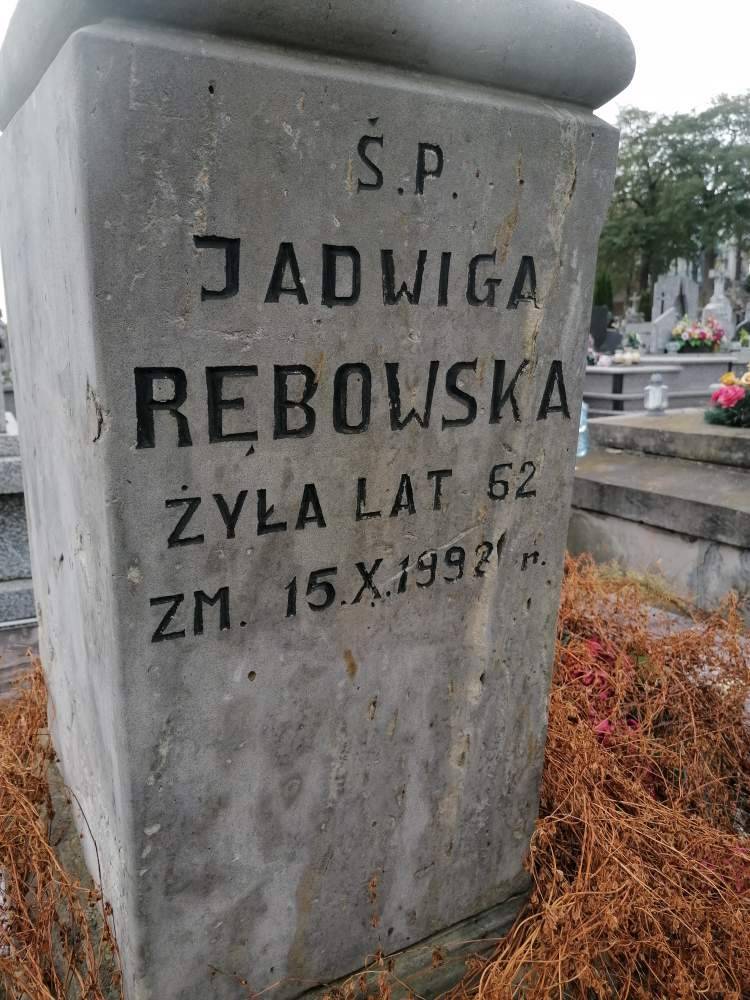 Ś.P.
JADWIGA
RĘBOWSKA
ŻYŁA LAT 62
ZM. 15.X.1992 r.